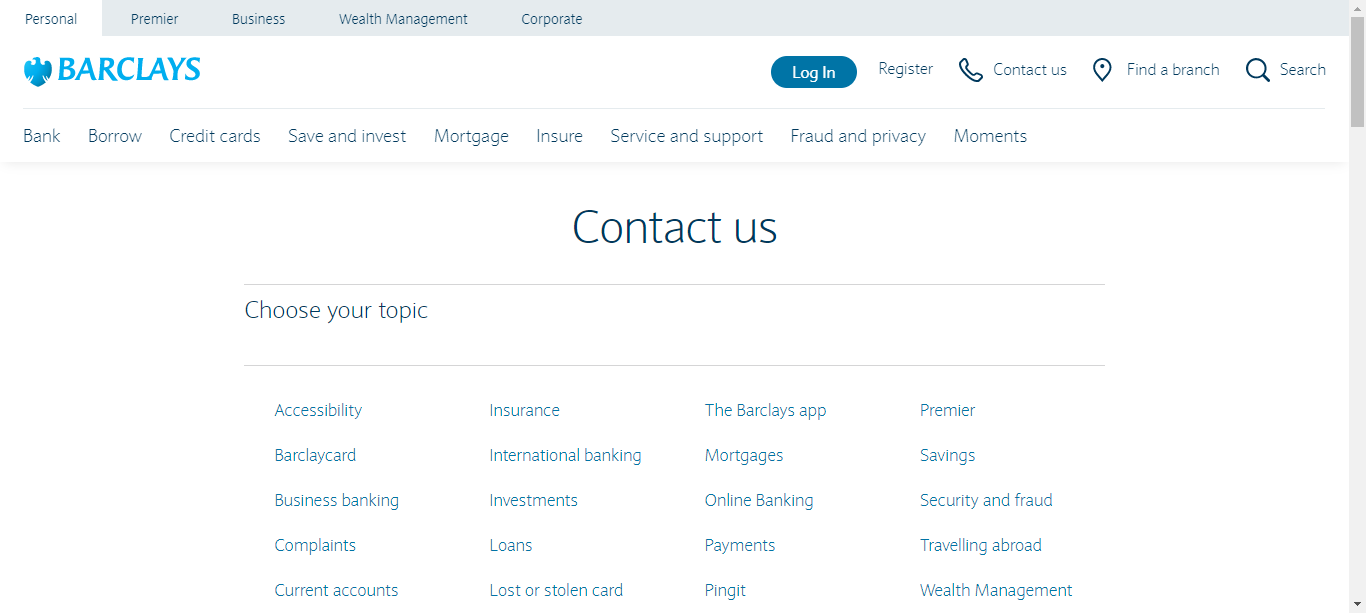 Personal Premier Business Wealth Management Corporate
BARCLAYS
Log In Register Contact us Find a branch Search
Bank Borrow Credit cards Save and invest Mortgage Insure Service and support Fraud and privacy Moments
Contact us
Choose your topic
Accessibility Insurance The Barclays app Premier
Barclaycard International banking Mortgages Savings
Business banking Investments Online Banking Security and fraud
Complaints Loans Payments Travelling abroad
Current accounts Lost or stolen card Pingit Wealth Management